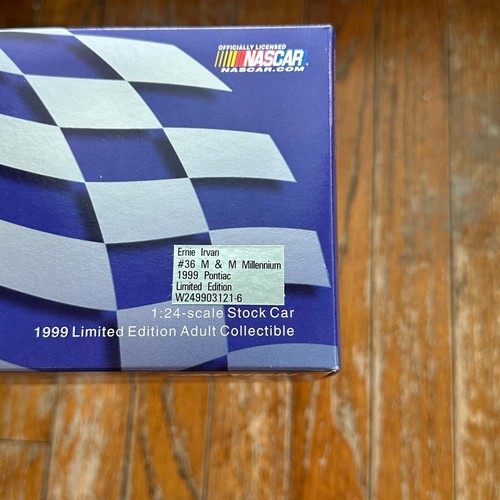 OFFICIALLY LICENSED
NASCAR
NASCAR.COM
Ernie Irvan
#36 M & M Millennium
1999 Pontiac
Limited Edition
W249903121-6
1:24-scale Stock Car
1999 Limited Edition Adult Collectible